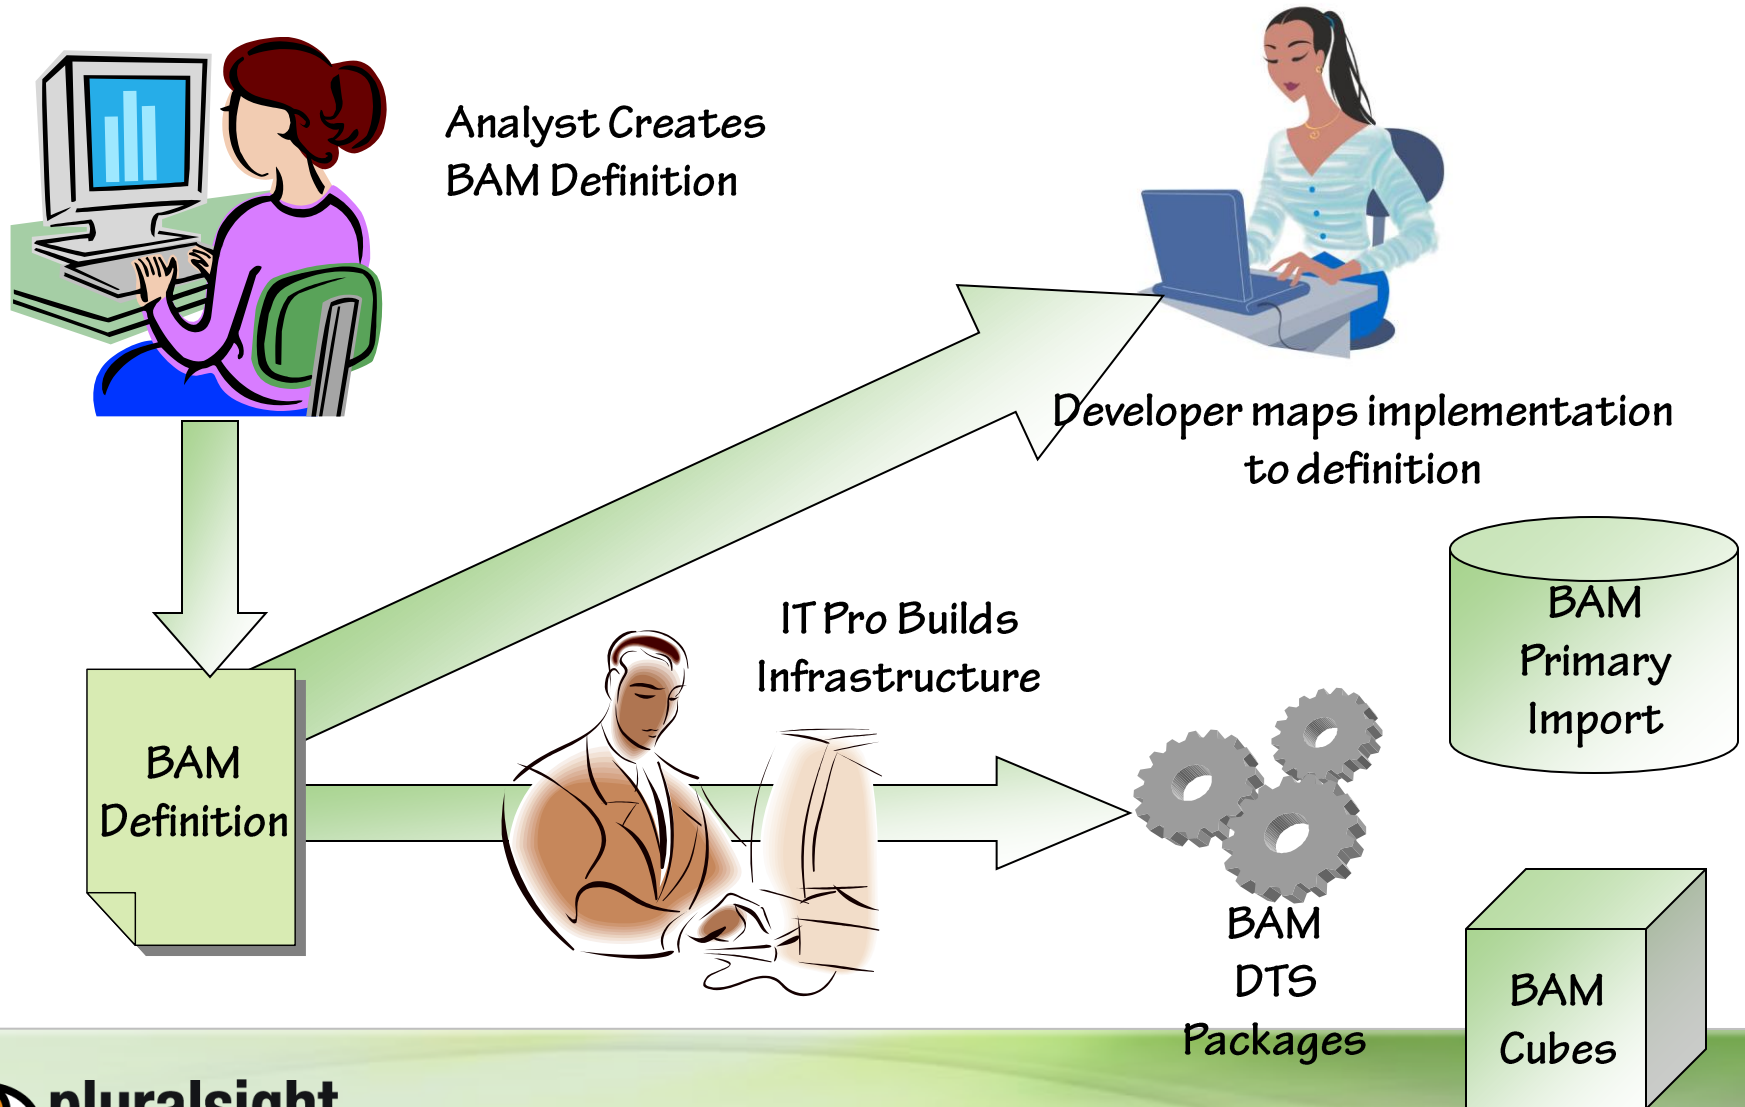 Analyst Creates
BAM Definition
Developer maps implementation
to definition
IT Pro Builds
Infrastructure
BAM
Primary
Import
BAM
Definition
BAM
DTS
Packages
BAM
Cubes
pluralsight